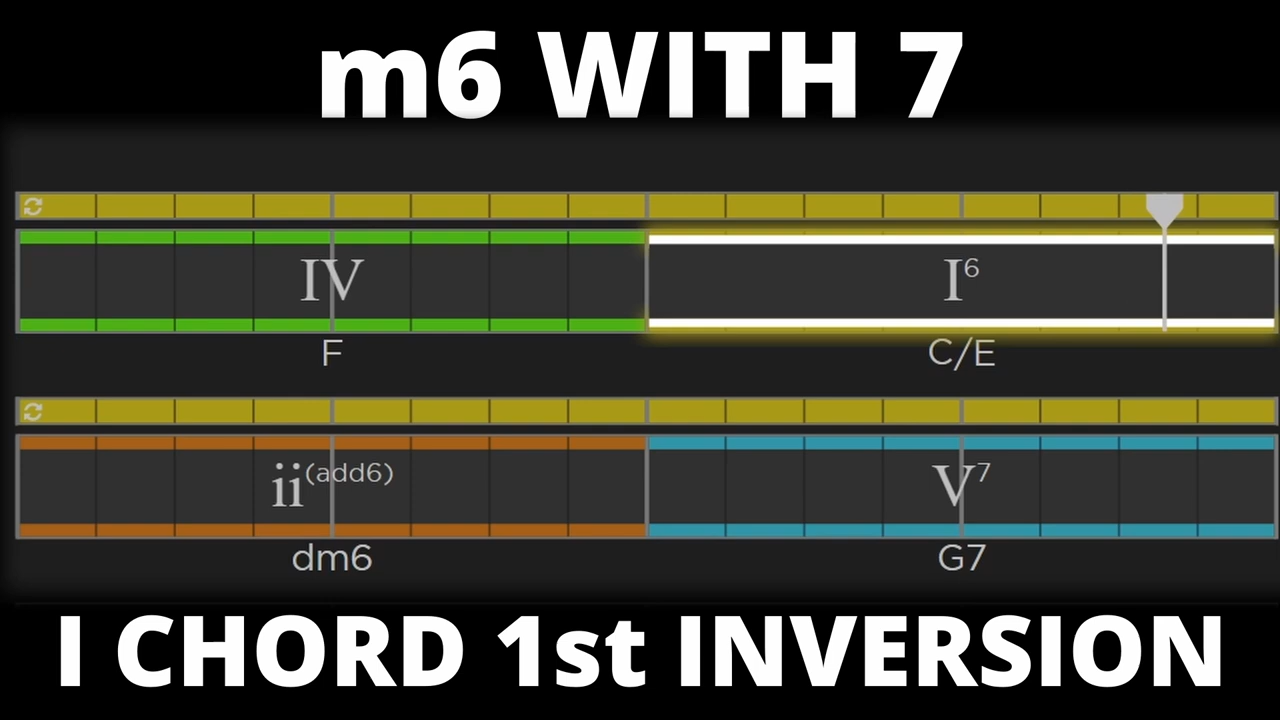 m6 WITH 7
IV I6
F C/E
ii(add6) V7
dm6 G7
I CHORD 1st INVERSION